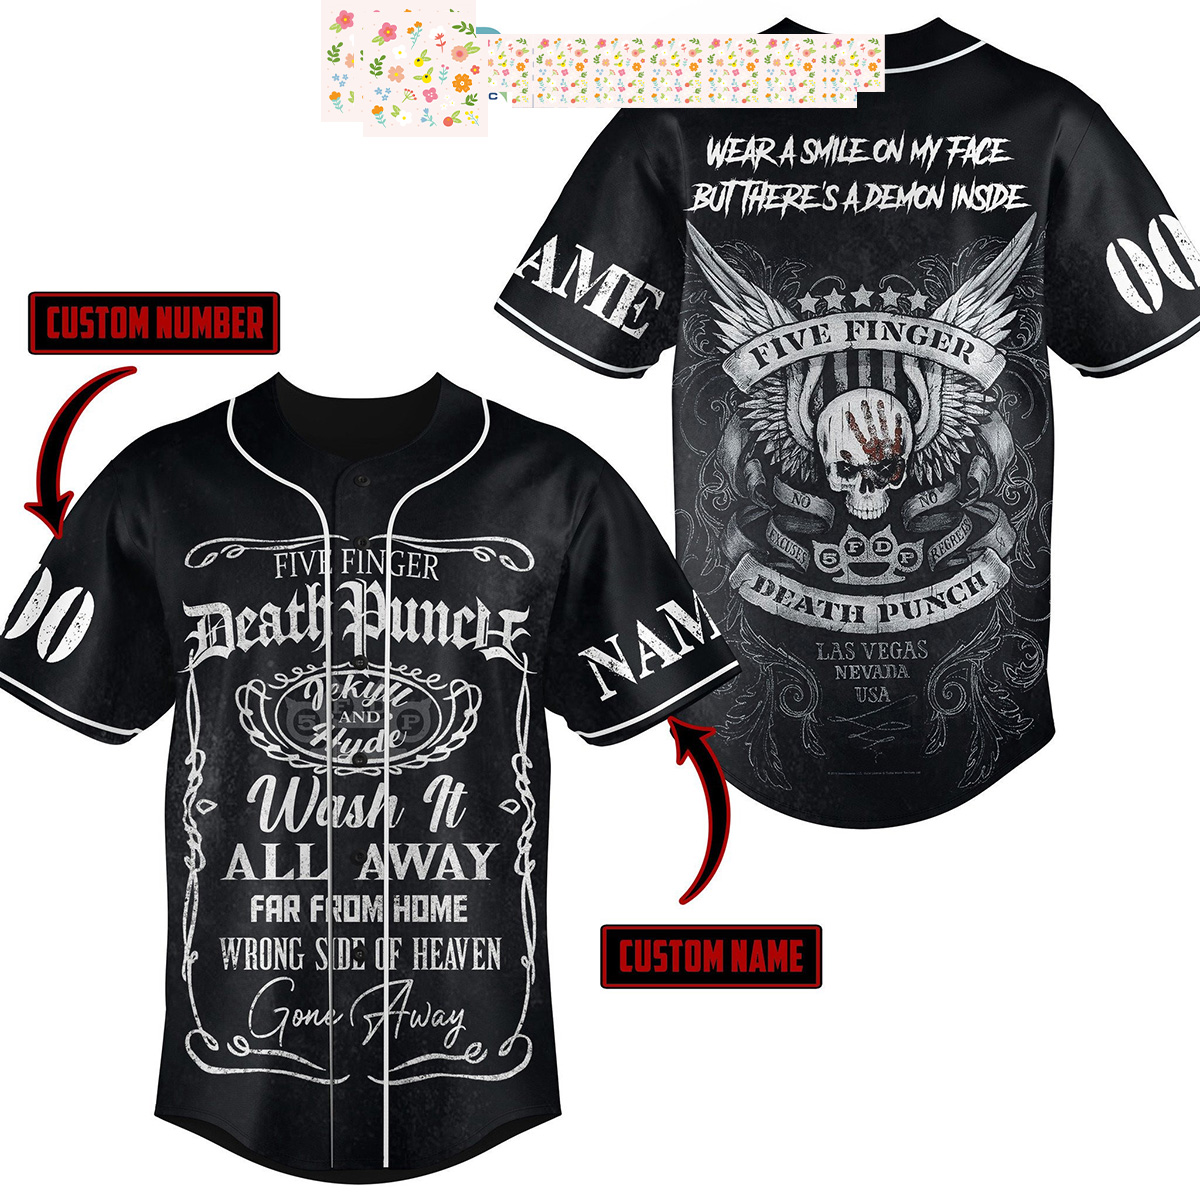 WEAR A SMILE ON MY FACE
BUT THERE'S A DEMON INSIDE
AME
00
FIVE FINGER
NO
NO
EXCUSES
5FDP
REGRET
DEATH PUNCH
LAS VEGAS
NEVADA
USA
CUSTOM NUMBER
00
NAM
FIVE FINGER
Death Punch
Jekyll
AND
Hyde
Wash It
ALL AWAY
FAR FROM HOME
WRONG SIDE OF HEAVEN
Gone Away
CUSTOM NAME